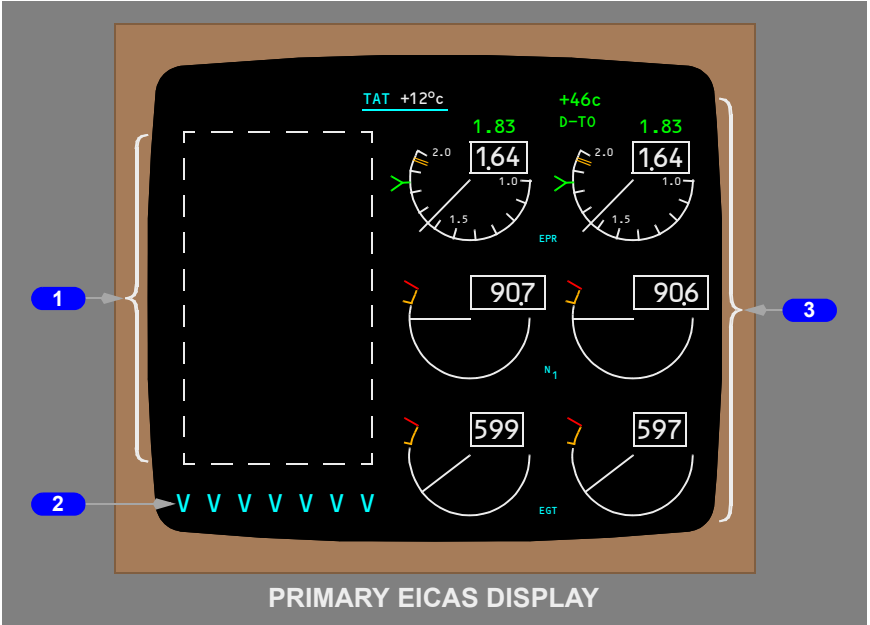 TAT +12°c
+46c
D-TO
1.83
1.83
2.0
1.64
1.0
1.5
2.0
1.64
1.0
1.5
EPR
90.7
90.6
N1
599
597
EGT
V V V V V V V
1
2
3
PRIMARY EICAS DISPLAY